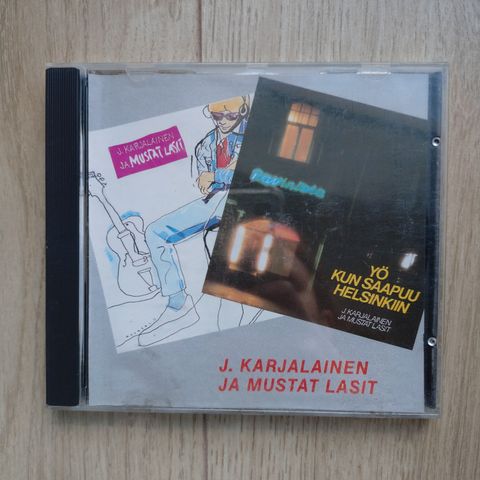 J. KARJALAINEN
JA MUSTAT LASIT
YÖ
KUN SAAPUU
HELSINKIIN
J. KARJALAINEN
JA MUSTAT LASIT
J. KARJALAINEN
JA MUSTAT LASIT